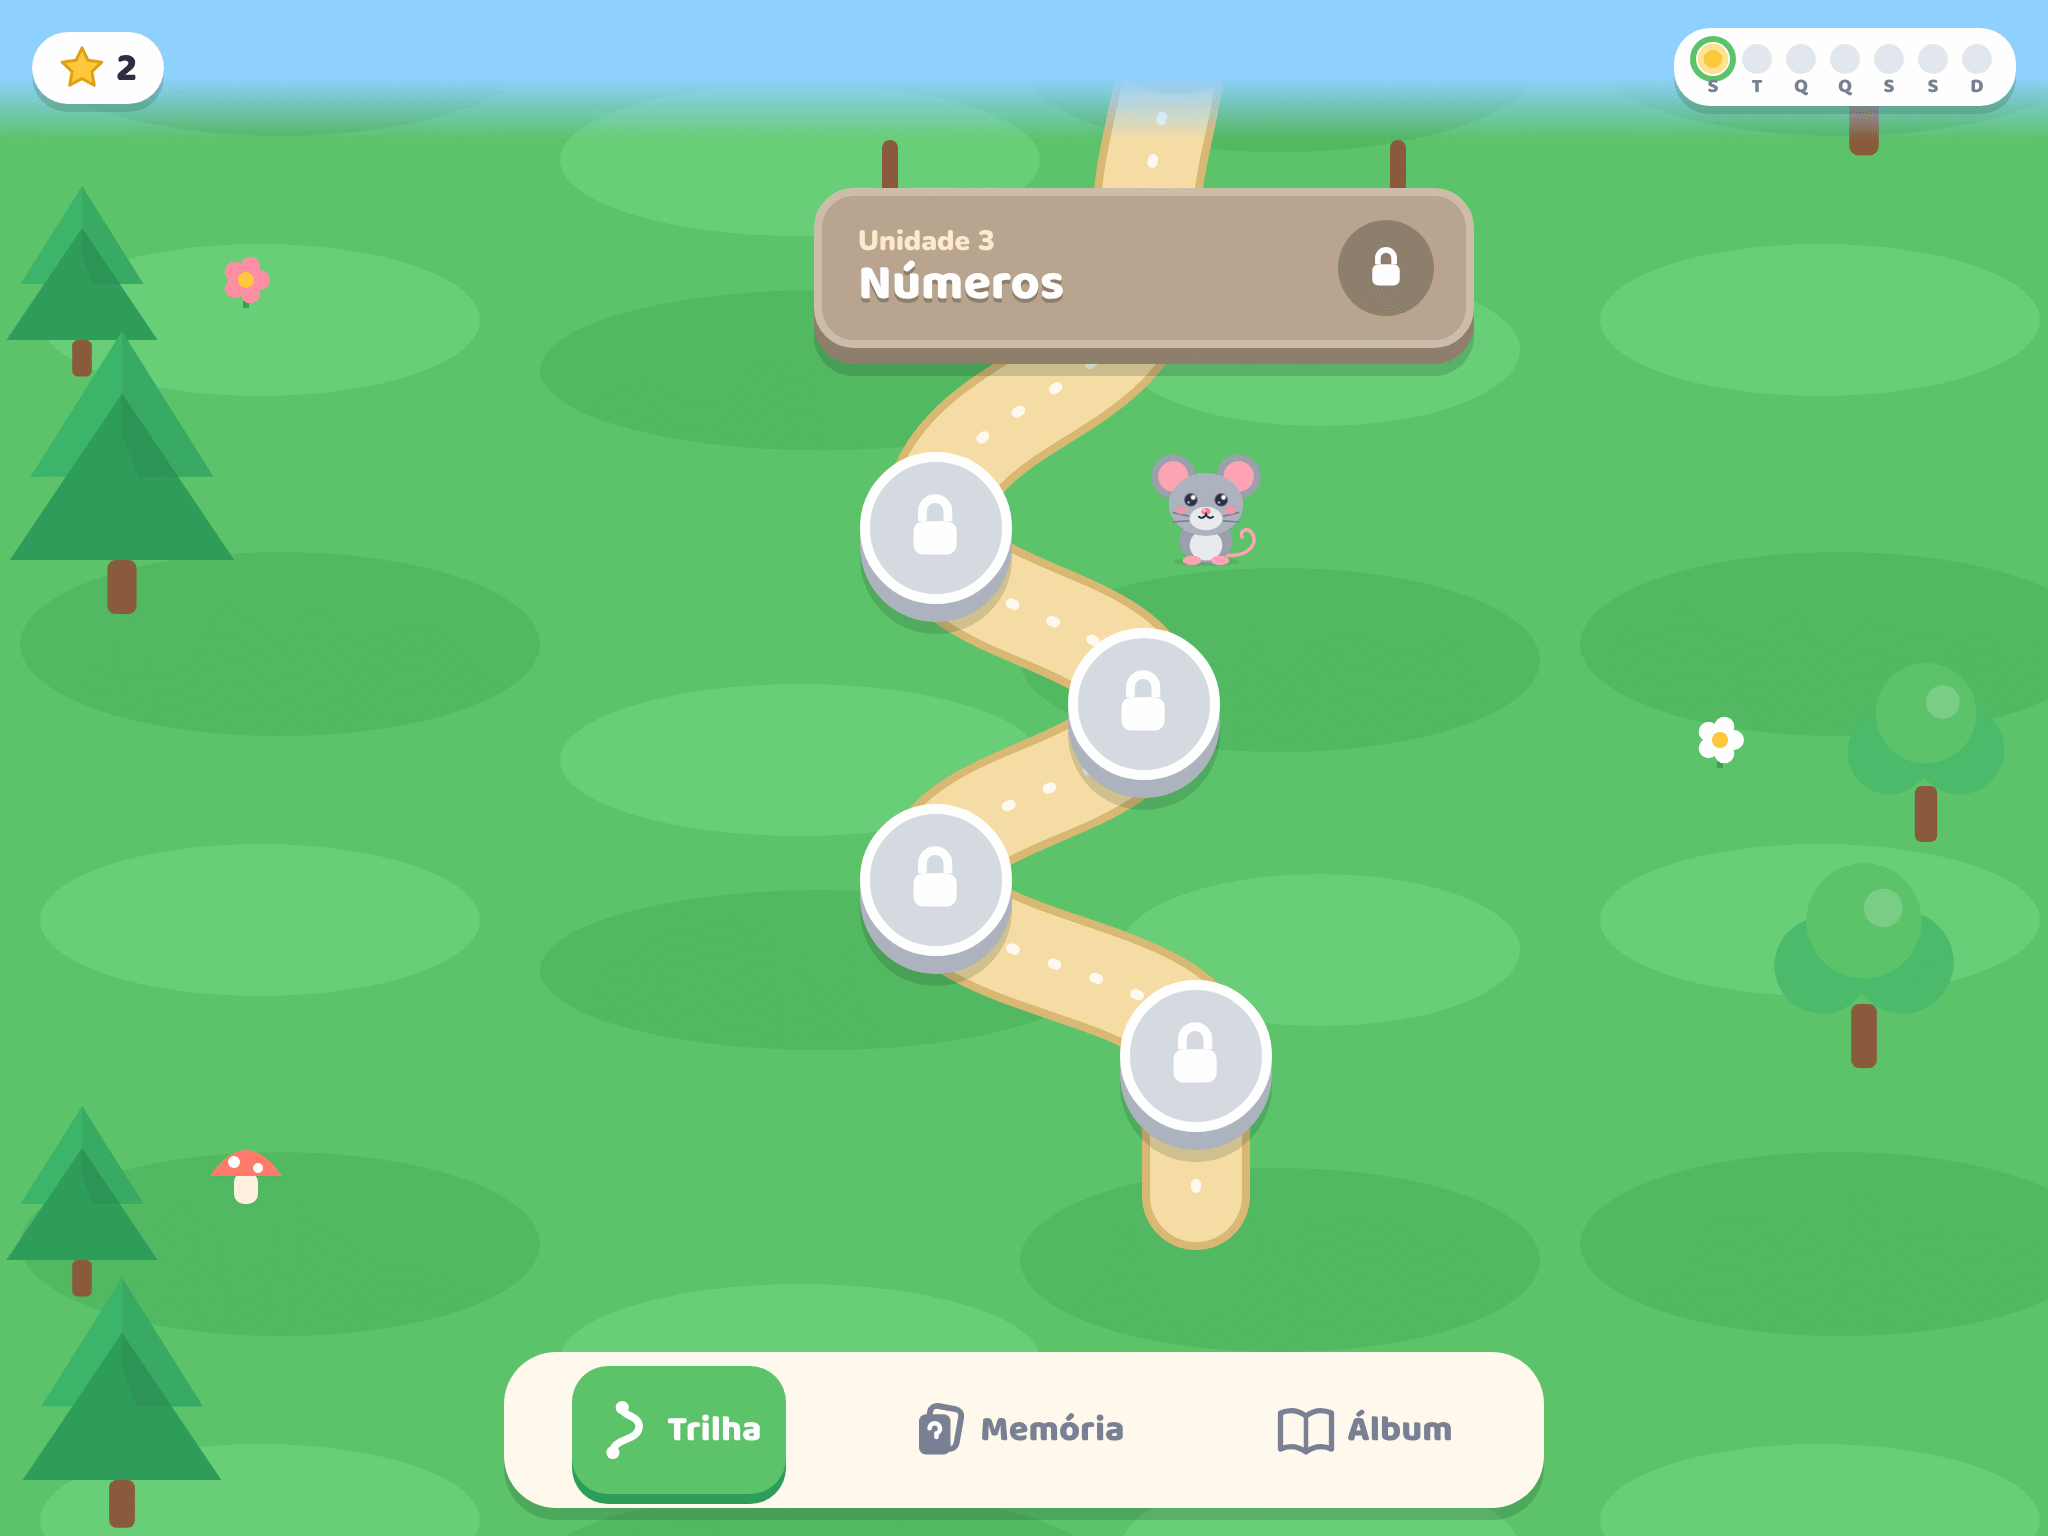 2
S T Q Q S S D
Unidade 3
Números
Trilha
Memória
Álbum